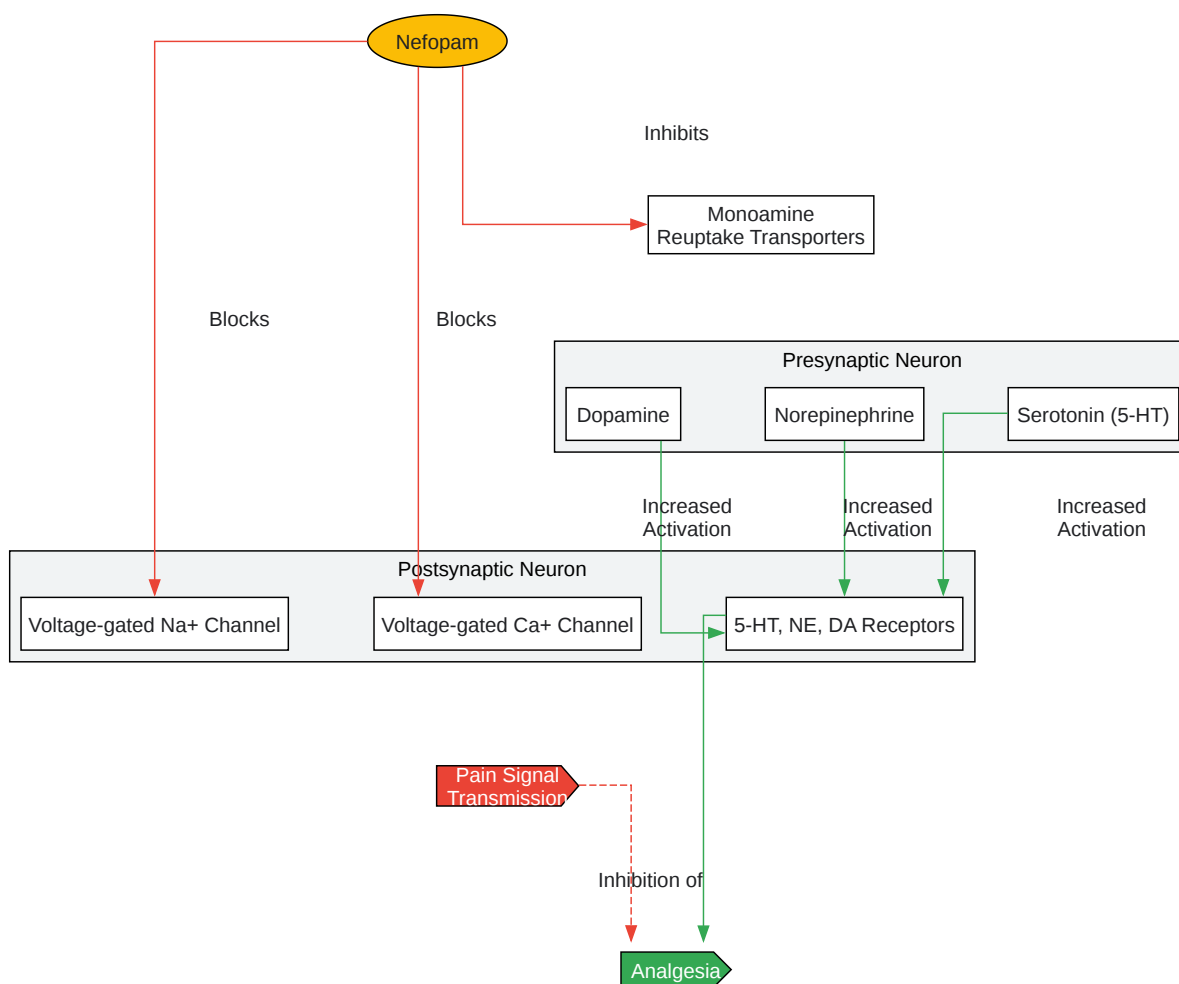 Nefopam
Inhibits
Monoamine
Reuptake Transporters
Blocks
Blocks
Presynaptic Neuron
Dopamine
Norepinephrine
Serotonin (5-HT)
Increased
Activation
Increased
Activation
Increased
Activation
Postsynaptic Neuron
Voltage-gated Na+ Channel
Voltage-gated Ca+ Channel
5-HT, NE, DA Receptors
Pain Signal
Transmission
Inhibition of
Analgesia